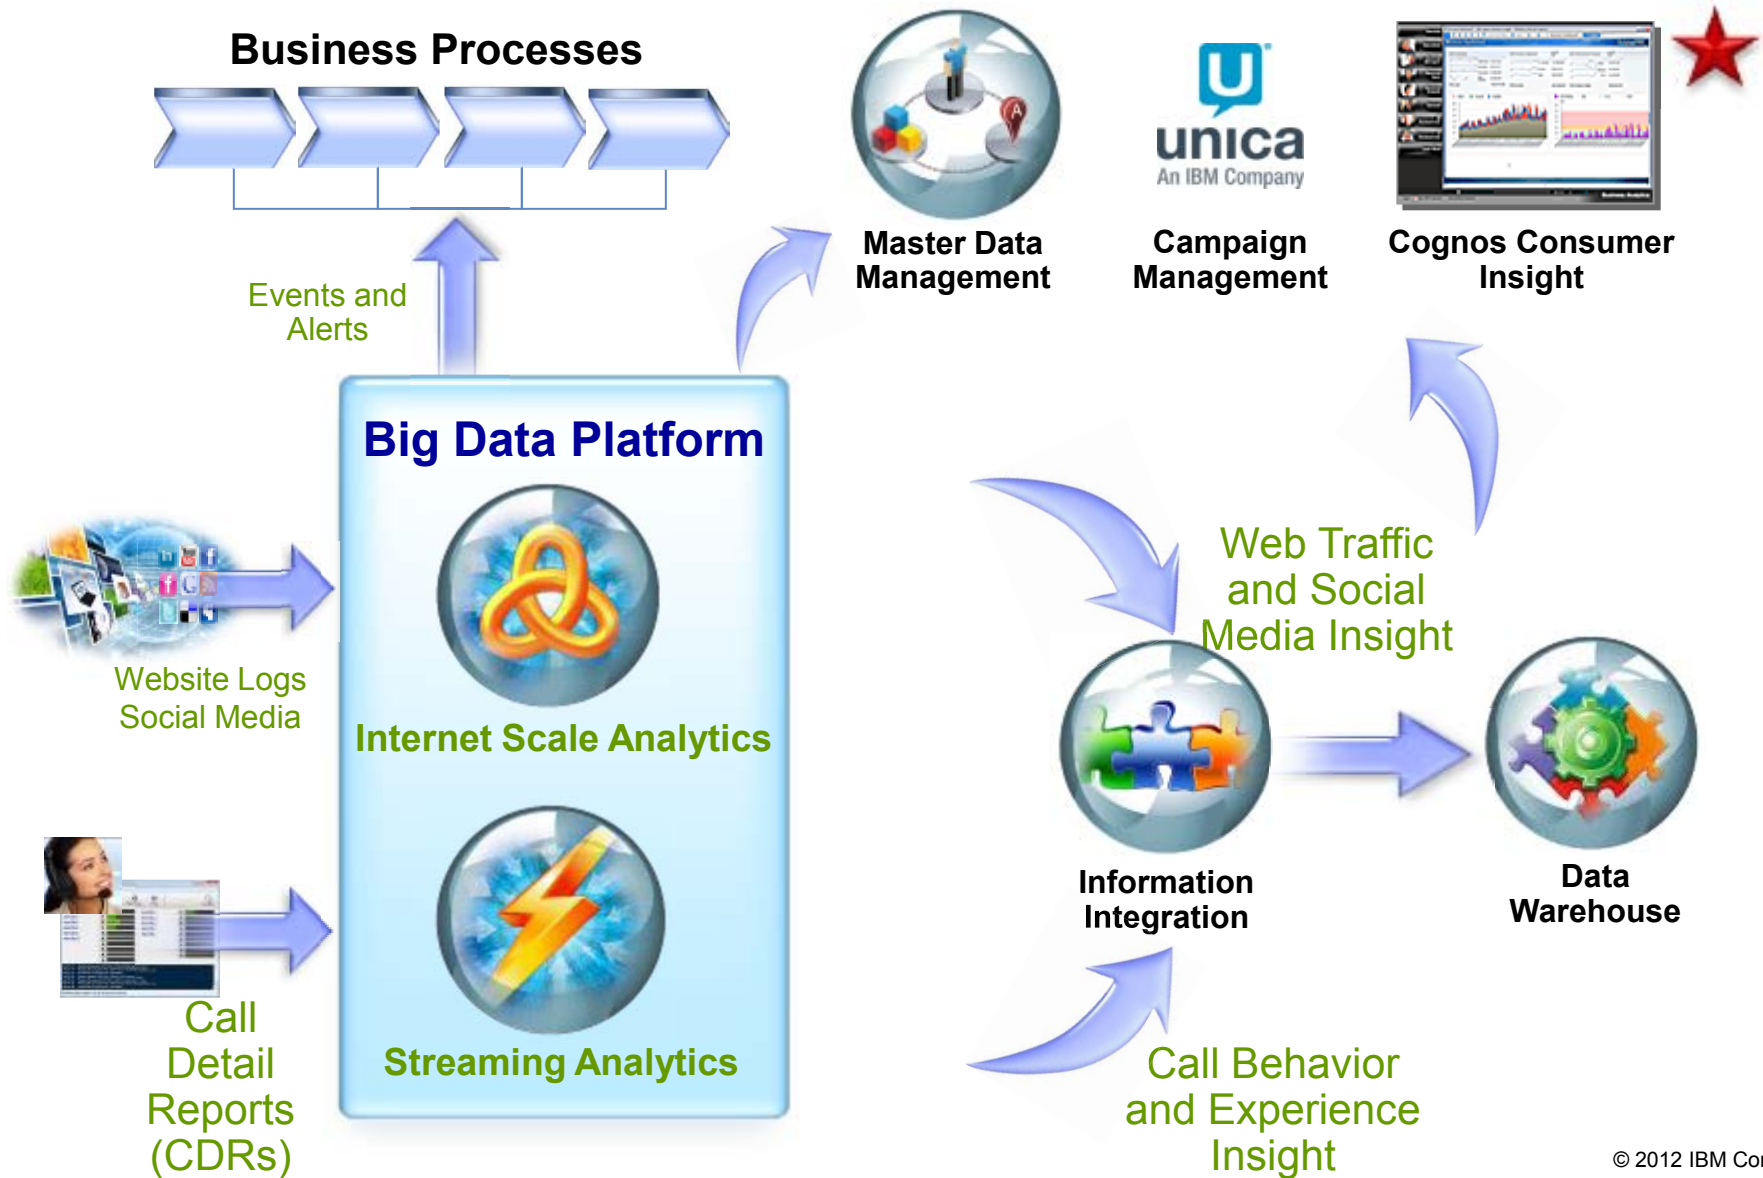 Business Processes
unica
An IBM Company
Master Data
Management
Campaign
Management
Cognos Consumer
Insight
Events and
Alerts
Big Data Platform
Website Logs
Social Media
Internet Scale Analytics
Web Traffic
and Social
Media Insight
Information
Integration
Data
Warehouse
Call
Detail
Reports
(CDRs)
Streaming Analytics
Call Behavior
and Experience
Insight
© 2012 IBM Cor